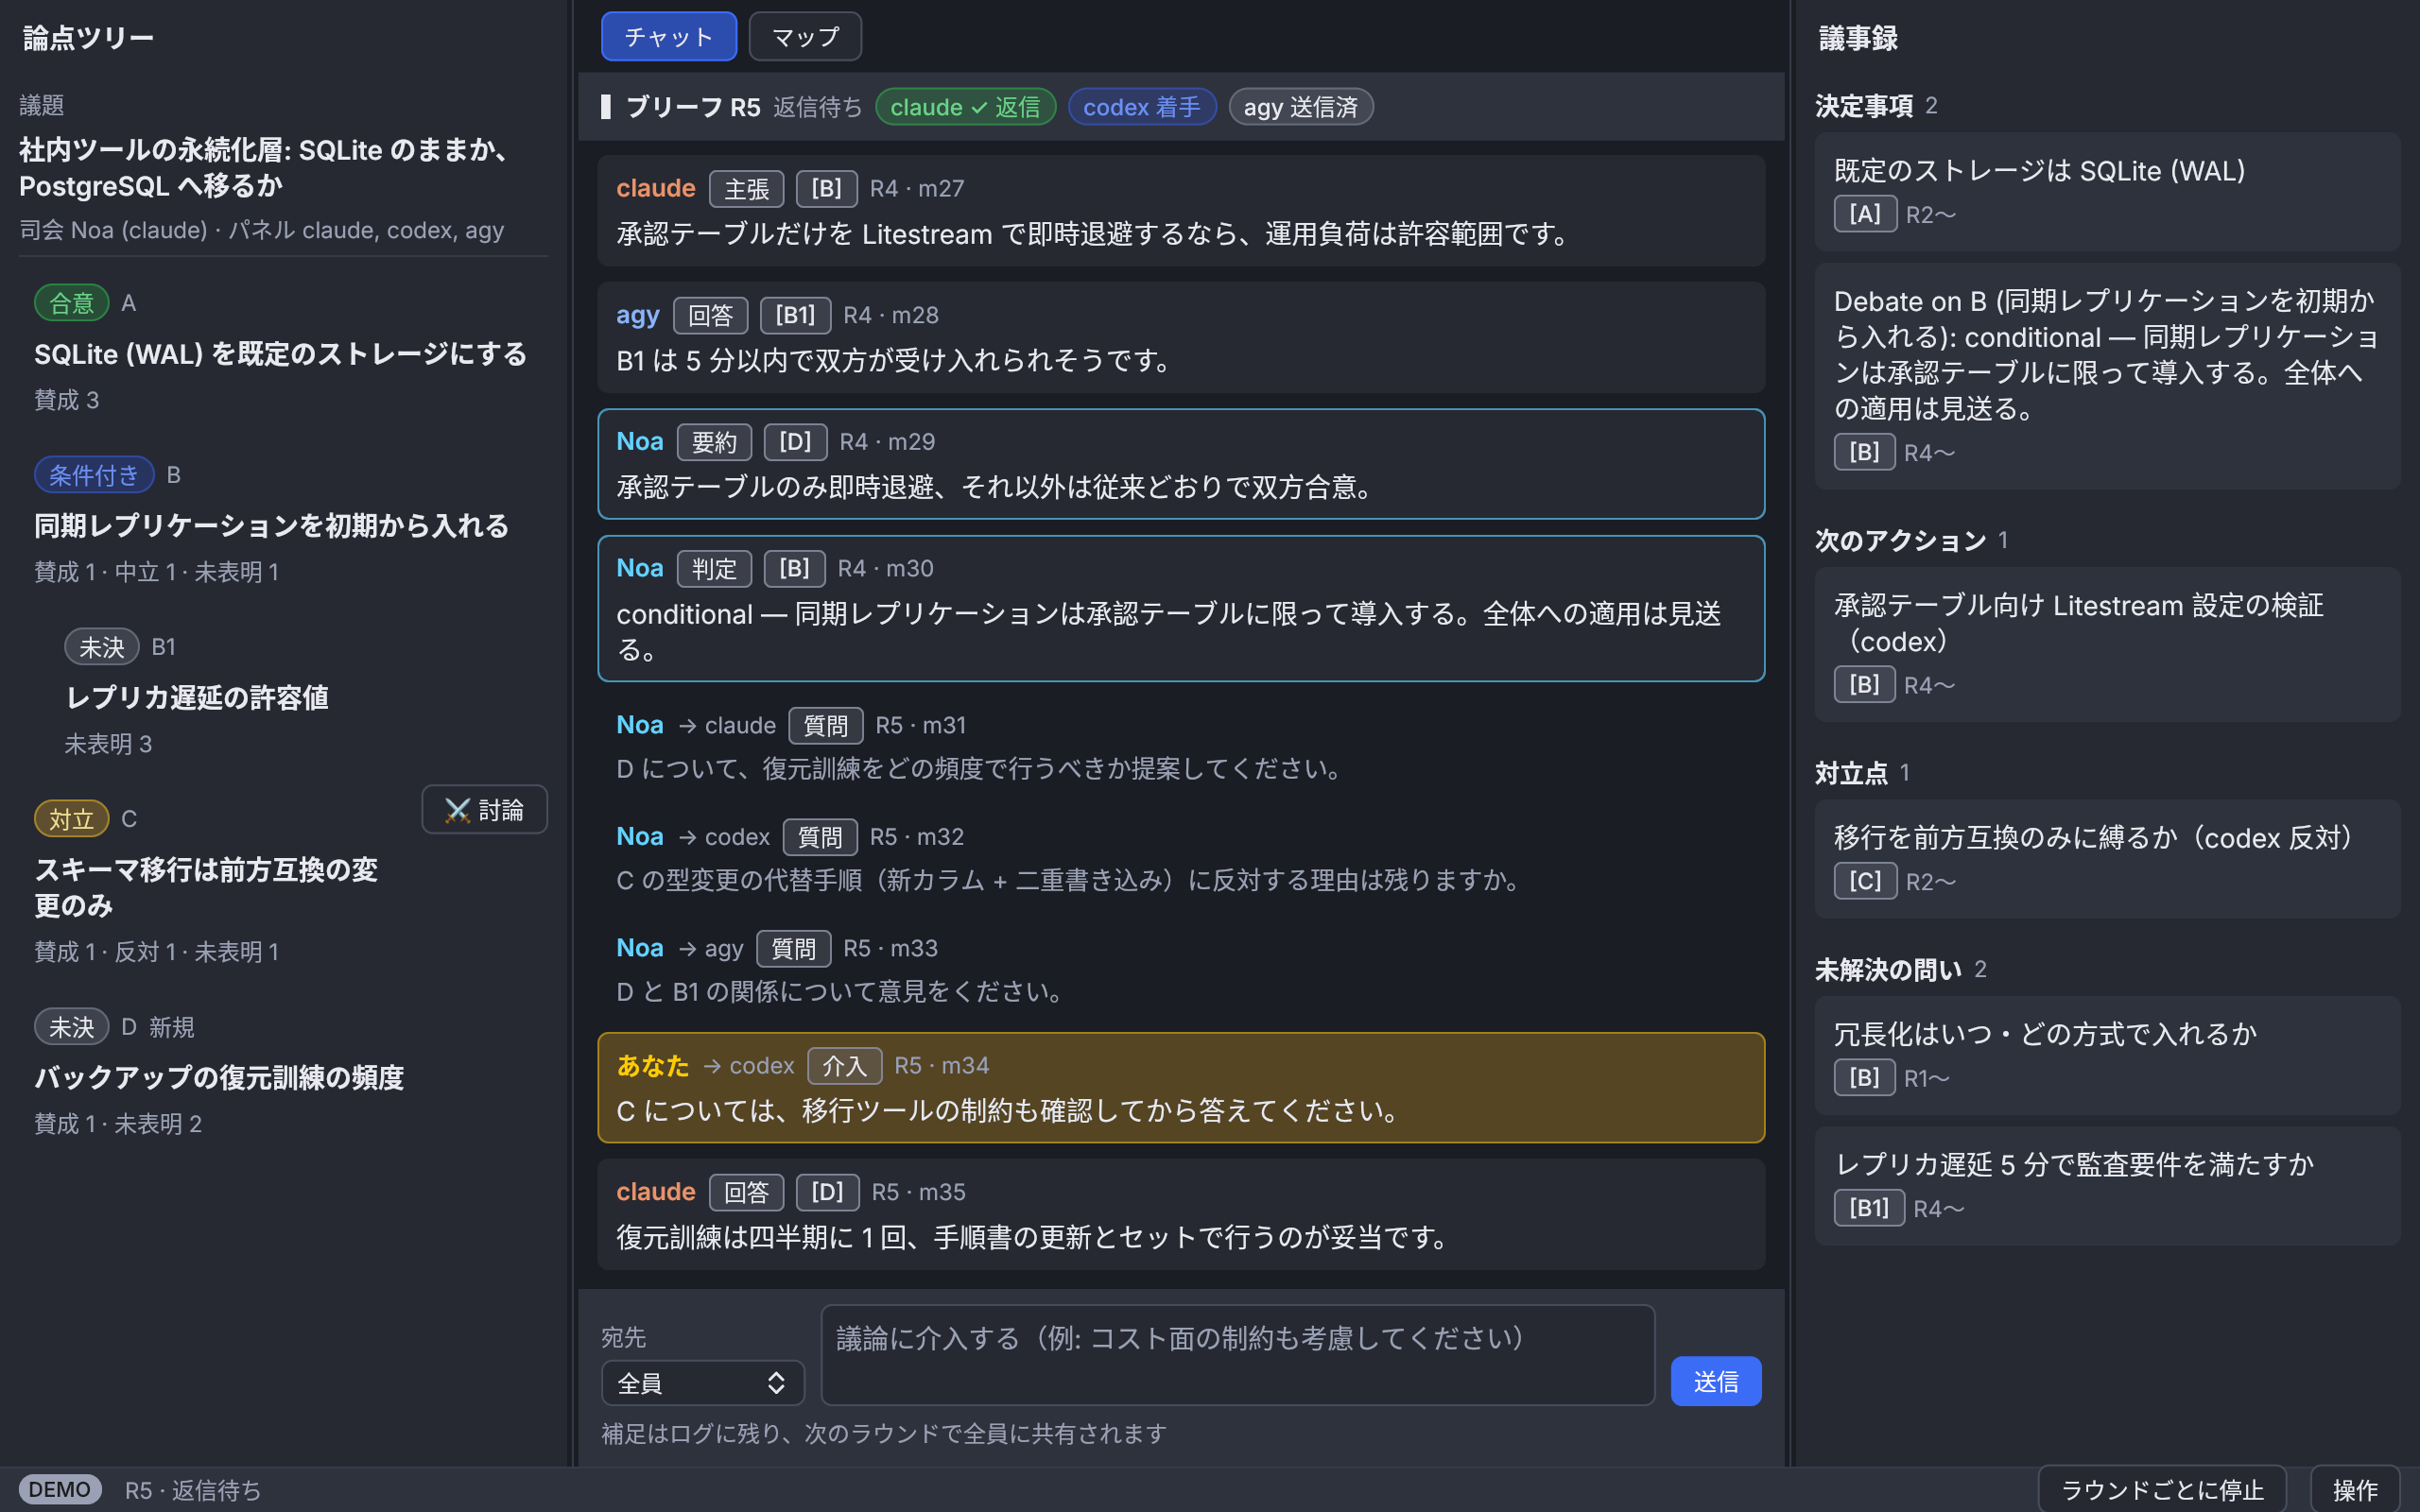 論点ツリー
議題
社内ツールの永続化層: SQLite のままか、
PostgreSQL へ移るか
司会 Noa (claude) · パネル claude, codex, agy
合意 A
SQLite (WAL) を既定のストレージにする
賛成 3
条件付き B
同期レプリケーションを初期から入れる
賛成 1 · 中立 1 · 未表明 1
未決 B1
レプリカ遅延の許容値
未表明 3
対立 C
⚔️ 討論
スキーマ移行は前方互換の変
更のみ
賛成 1 · 反対 1 · 未表明 1
未決 D 新規
バックアップの復元訓練の頻度
賛成 1 · 未表明 2
チャット マップ
ブリーフ R5 返信待ち claude ✓ 返信 codex 着手 agy 送信済
claude 主張 [B] R4 · m27
承認テーブルだけを Litestream で即時退避するなら、運用負荷は許容範囲です。
agy 回答 [B1] R4 · m28
B1 は 5 分以内で双方が受け入れられそうです。
Noa 要約 [D] R4 · m29
承認テーブルのみ即時退避、それ以外は従来どおりで双方合意。
Noa 判定 [B] R4 · m30
conditional — 同期レプリケーションは承認テーブルに限って導入する。全体への適用は見送
る。
Noa → claude 質問 R5 · m31
D について、復元訓練をどの頻度で行うべきか提案してください。
Noa → codex 質問 R5 · m32
C の型変更の代替手順（新カラム + 二重書き込み）に反対する理由は残りますか。
Noa → agy 質問 R5 · m33
D と B1 の関係について意見をください。
あなた → codex 介入 R5 · m34
C については、移行ツールの制約も確認してから答えてください。
claude 回答 [D] R5 · m35
復元訓練は四半期に 1 回、手順書の更新とセットで行うのが妥当です。
宛先
全員
議論に介入する（例: コスト面の制約も考慮してください）
送信
補足はログに残り、次のラウンドで全員に共有されます
議事録
決定事項 2
既定のストレージは SQLite (WAL)
[A] R2〜
Debate on B (同期レプリケーションを初期か
ら入れる): conditional — 同期レプリケーショ
ンは承認テーブルに限って導入する。全体へ
の適用は見送る。
[B] R4〜
次のアクション 1
承認テーブル向け Litestream 設定の検証
（codex）
[B] R4〜
対立点 1
移行を前方互換のみに縛るか（codex 反対）
[C] R2〜
未解決の問い 2
冗長化はいつ・どの方式で入れるか
[B] R1〜
レプリカ遅延 5 分で監査要件を満たすか
[B1] R4〜
DEMO R5 · 返信待ち
ラウンドごとに停止 操作